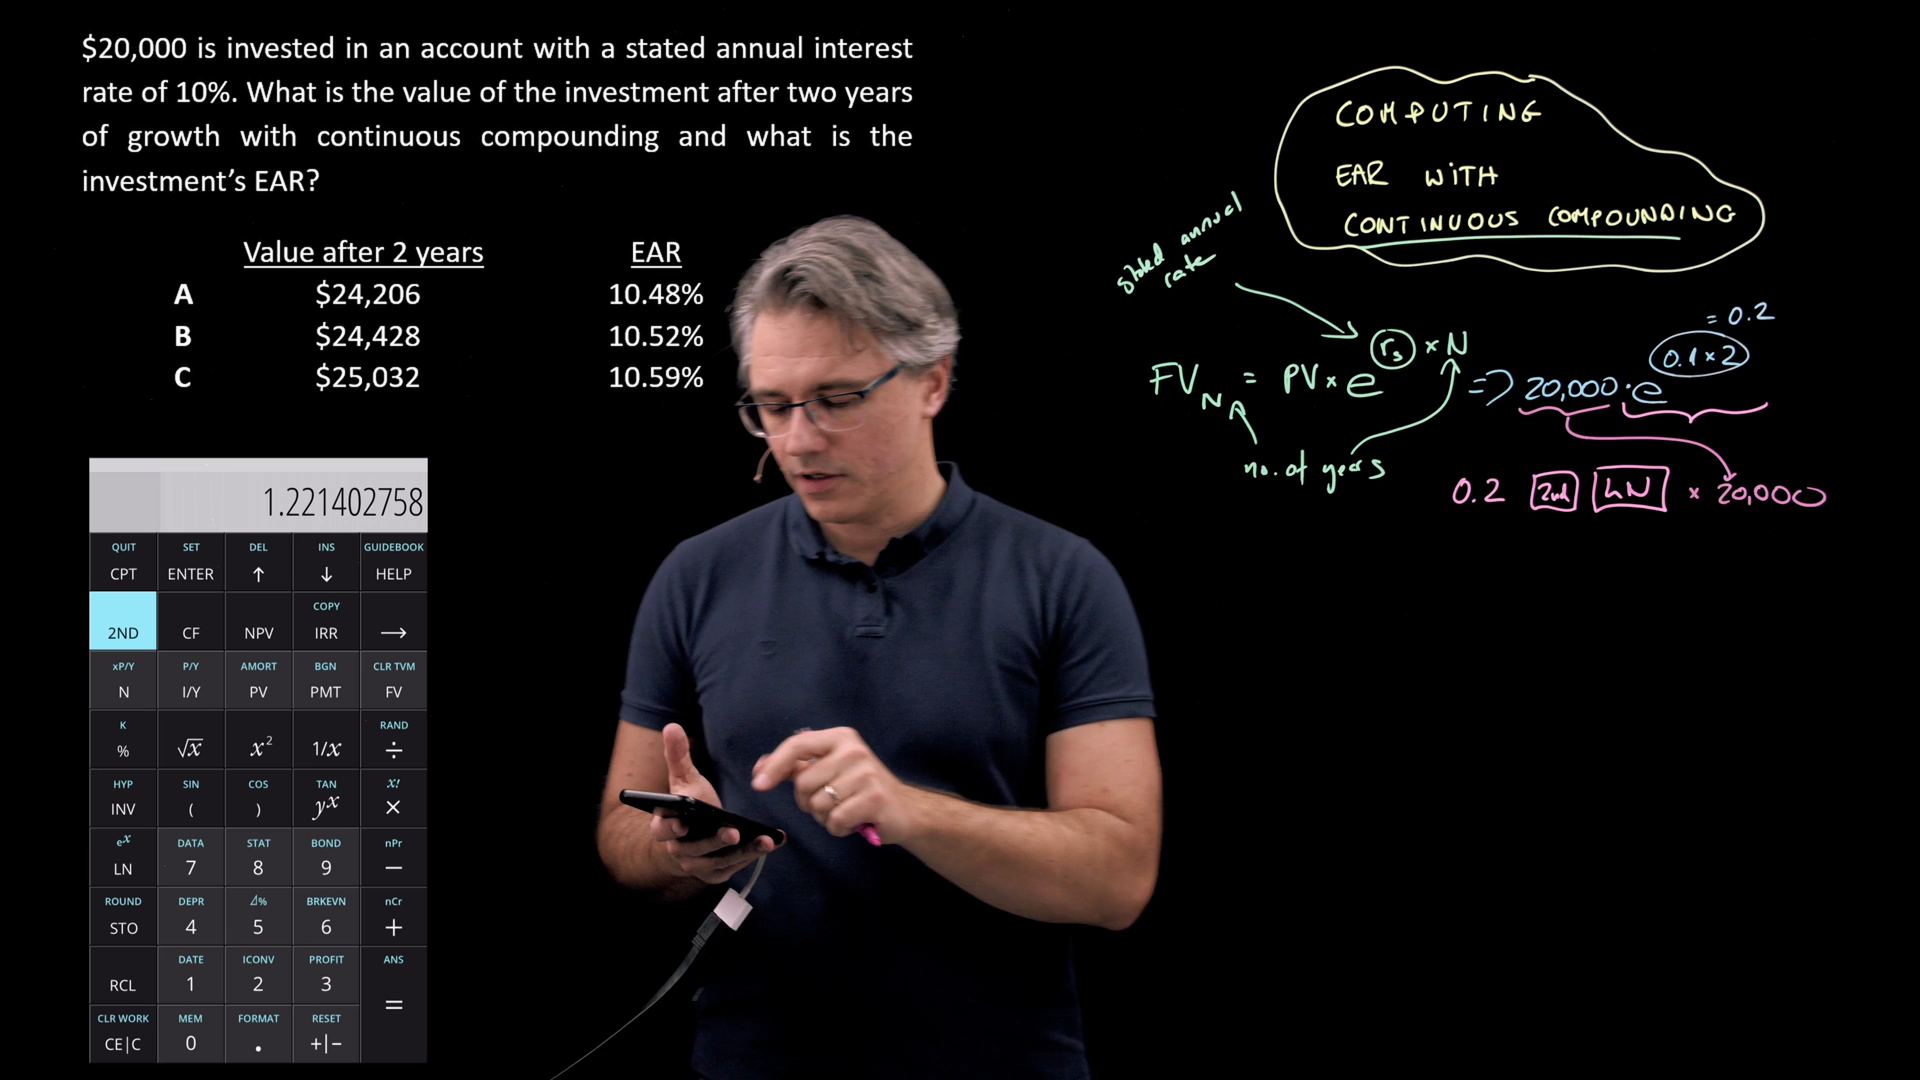 $20,000 is invested in an account with a stated annual interest
rate of 10%. What is the value of the investment after two years
of growth with continuous compounding and what is the
investment's EAR?
Value after 2 years EAR
A $24,206 10.48%
B $24,428 10.52%
C $25,032 10.59%
COMPUTING
EAR WiTH
CONTINUOUS COMPOUNDING
stated annual
rate
= 0.2
FV_N = PV × e^(r_s × N) => 20,000 · e^(0.1 × 2)
no. of years
0.2 2nd LN × 20,000
1.221402758
QUIT SET DEL INS GUIDEBOOK
CPT ENTER ↑ ↓ HELP
COPY
2ND CF NPV IRR →
xP/Y P/Y AMORT BGN CLR TVM
N I/Y PV PMT FV
K RAND
% √x x² 1/x ÷
HYP SIN COS TAN x!
INV ( ) yˣ ×
eˣ DATA STAT BOND nPr
LN 7 8 9 −
ROUND DEPR Δ% BRKEVN nCr
STO 4 5 6 +
DATE ICONV PROFIT ANS
RCL 1 2 3 =
CLR WORK MEM FORMAT RESET
CE|C 0 . +|−